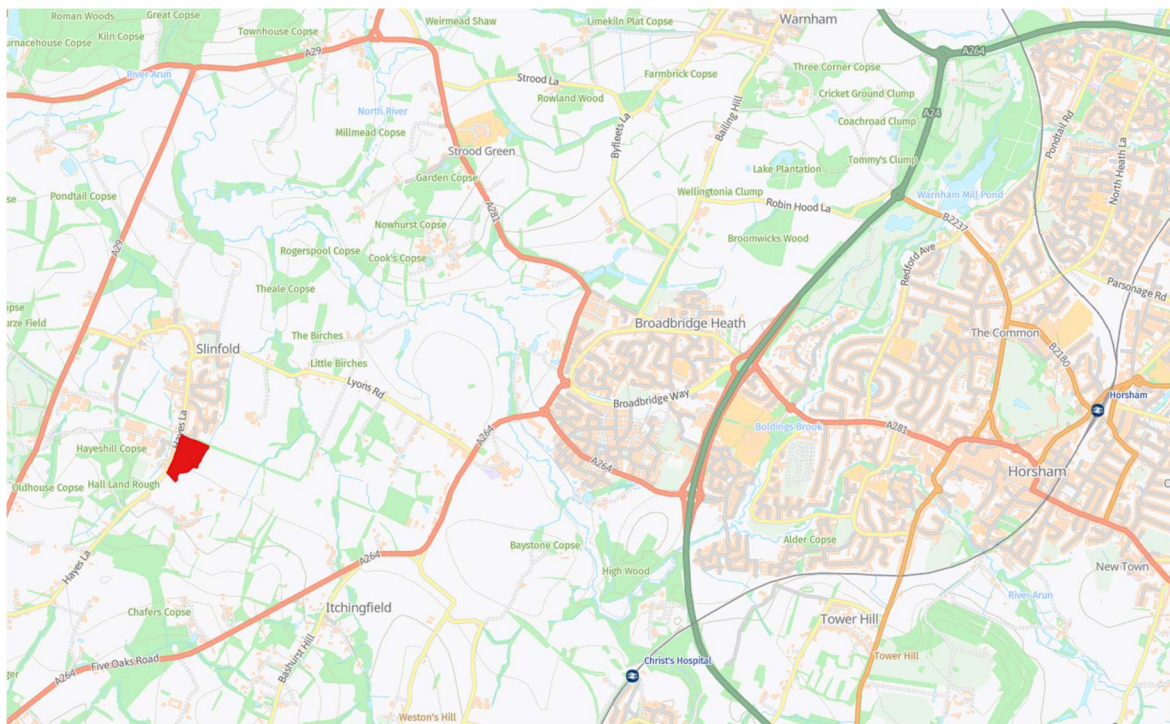 Roman Woods
Great Copse
Kiln Copse
Townhouse Copse
Weirmead Shaw
Limekiln Plat Copse
Warnham
urnacehouse Copse
A29
A264
River Arun
Strood La
Farmbrick Copse
Three Corner Copse
Rowland Wood
Cricket Ground Clump
North River
Bailing Hill
A24
Pondtail Rd
Millmead Copse
Coachroad Clump
Byfleets La
Strood Green
Tommy's Clump
North Heath La
Garden Copse
Lake Plantation
se
Pondtail Copse
Wellingtonia Clump
Warnham Mill Pond
Robin Hood La
A281
Nowhurst Copse
B2237
A29
Rogerspool Copse
Broomwicks Wood
Cook's Copse
Redford Ave
Theale Copse
Parsonage Rd
pse
urze Field
The Birches
Broadbridge Heath
The Common
Slinfold
B2180
Little Birches
Lyons Rd
Horsham
Broadbridge Way
Hayes La
Boldings Brook
A281
A264
Hayeshill Copse
A264
Horsham
Oldhouse Copse
Hall Land Rough
Alder Copse
Baystone Copse
A264
New Town
Hayes La
High Wood
River Arun
Itchingfield
Chafers Copse
Tower Hill
Bashurst Hill
Five Oaks Road
Tower Hill
Christ's Hospital
A264
ger
Weston's Hill